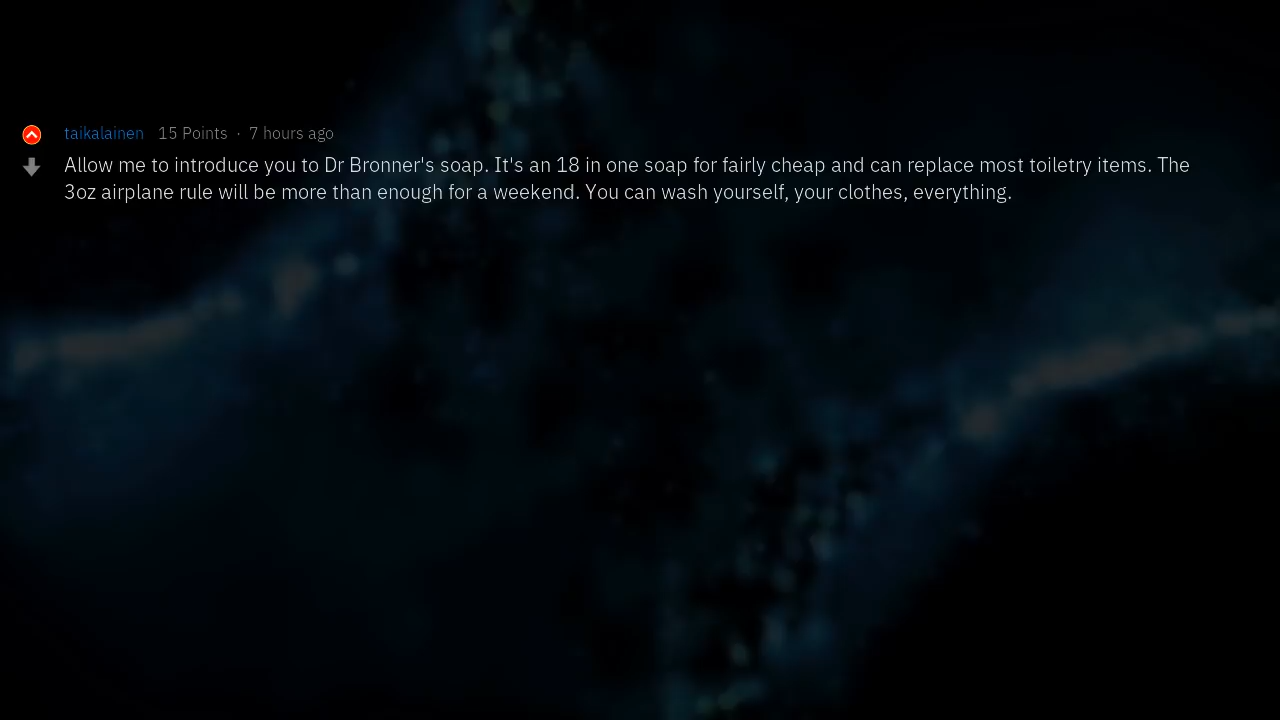 taikalainen 15 Points · 7 hours ago
Allow me to introduce you to Dr Bronner's soap. It's an 18 in one soap for fairly cheap and can replace most toiletry items. The
3oz airplane rule will be more than enough for a weekend. You can wash yourself, your clothes, everything.